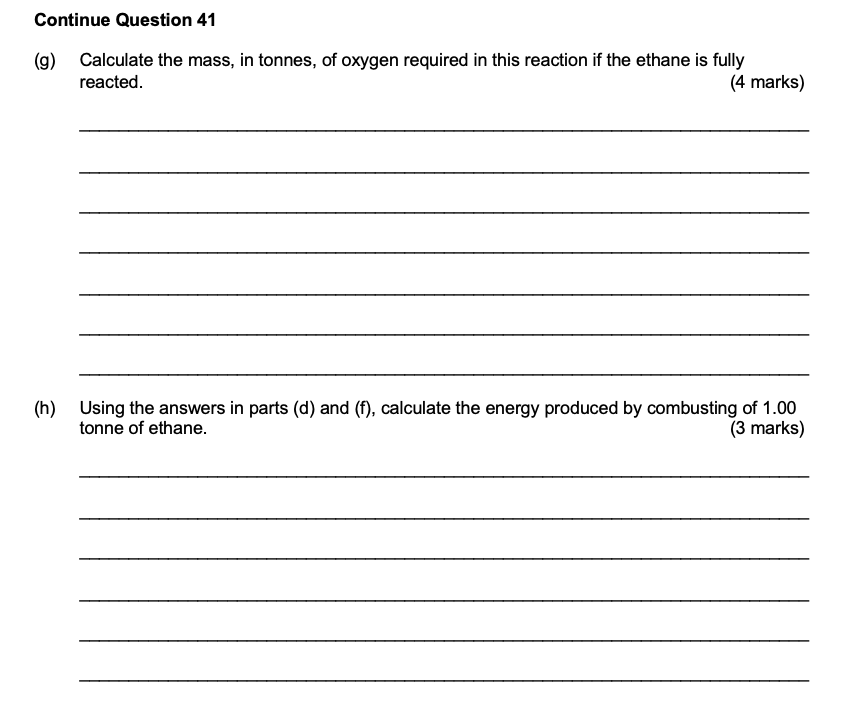 Continue Question 41
(g) Calculate the mass, in tonnes, of oxygen required in this reaction if the ethane is fully
reacted. (4 marks)
(h) Using the answers in parts (d) and (f), calculate the energy produced by combusting of 1.00
tonne of ethane. (3 marks)